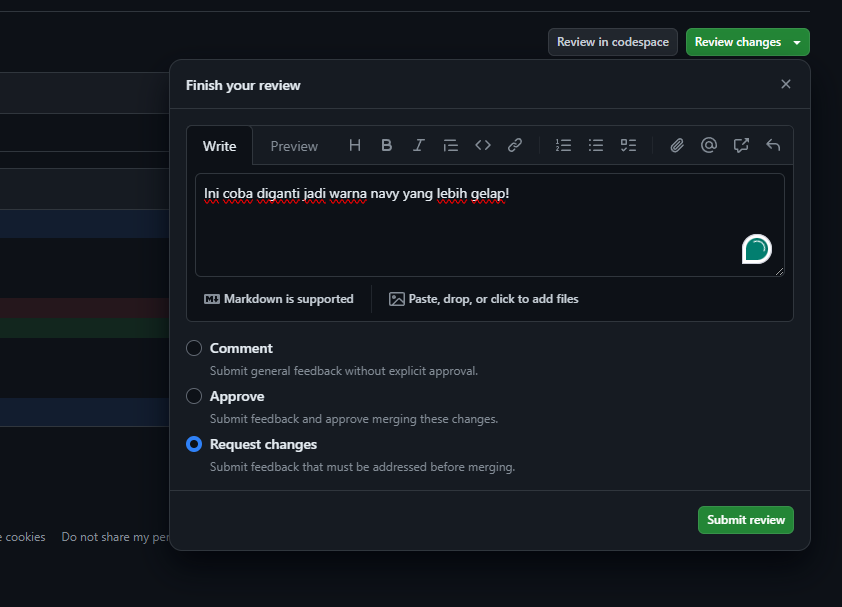 Review in codespace
Review changes
Finish your review
Write
Preview
Ini coba diganti jadi warna navy yang lebih gelap!
Markdown is supported
Paste, drop, or click to add files
Comment
Submit general feedback without explicit approval.
Approve
Submit feedback and approve merging these changes.
Request changes
Submit feedback that must be addressed before merging.
Submit review
cookies Do not share my